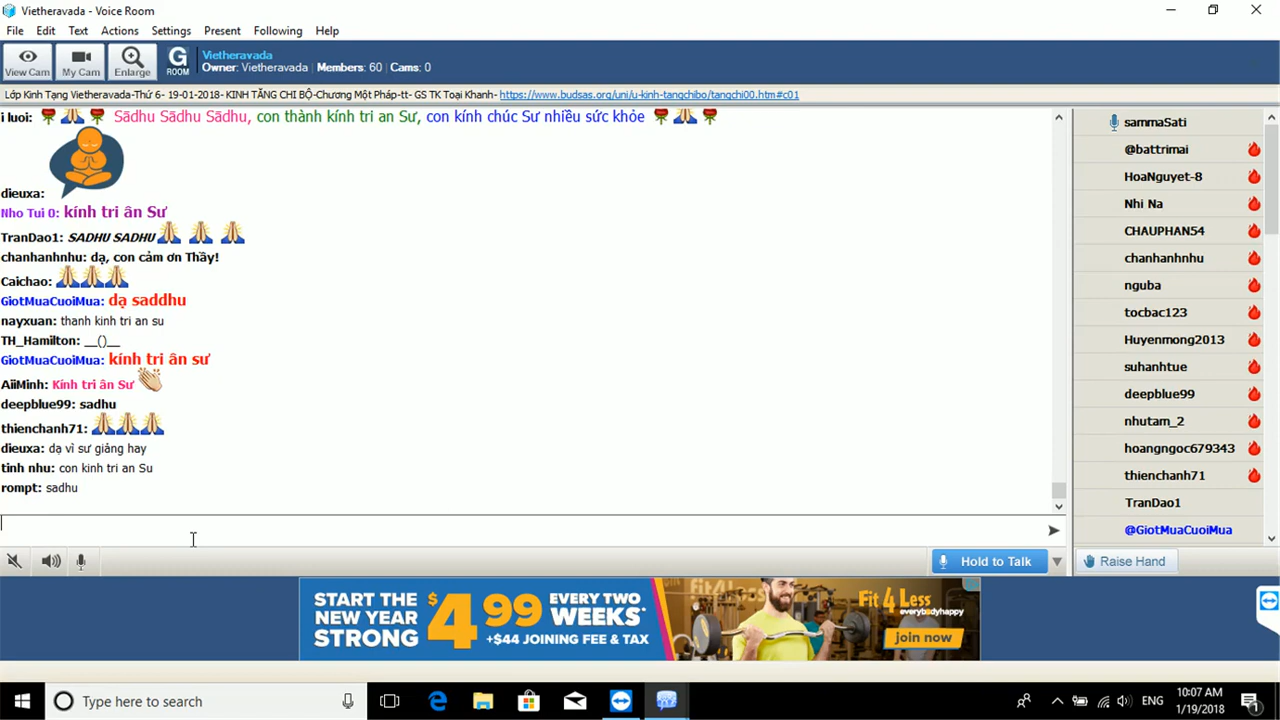 Vietheravada - Voice Room
File Edit Text Actions Settings Present Following Help
View Cam My Cam Enlarge G ROOM
Vietheravada
Owner: Vietheravada Members: 60 Cams: 0
Lớp Kinh Tạng Vietheravada-Thứ 6- 19-01-2018- KINH TĂNG CHI BỘ-Chương Một Pháp-tt- GS TK Toại Khanh- https://www.budsas.org/uni/u-kinh-tangchibo/tangchi00.htm#c01
i luoi: Sādhu Sādhu Sādhu, con thành kính tri an Sư, con kính chúc Sư nhiều sức khỏe
dieuxa:
Nho Tui 0: kính tri ân Sư
TranDao1: SADHU SADHU
chanhanhnhu: dạ, con cảm ơn Thầy!
Caichao:
GiotMuaCuoiMua: dạ saddhu
nayxuan: thanh kinh tri an su
TH_Hamilton: __()__
GiotMuaCuoiMua: kính tri ân sư
AiiMinh: Kính tri ân Sư
deepblue99: sadhu
thienchanh71:
dieuxa: dạ vì sư giảng hay
tinh nhu: con kinh tri an Su
rompt: sadhu
sammaSati
@battrimai
HoaNguyet-8
Nhi Na
CHAUPHAN54
chanhanhnhu
nguba
tocbac123
Huyenmong2013
suhanhtue
deepblue99
nhutam_2
hoangngoc679343
thienchanh71
TranDao1
@GiotMuaCuoiMua
Hold to Talk
Raise Hand
START THE NEW YEAR STRONG
$4.99 EVERY TWO WEEKS*
+$44 JOINING FEE & TAX
Fit 4 Less
everybodyhappy
join now
Type here to search
ENG
10:07 AM
1/19/2018
1